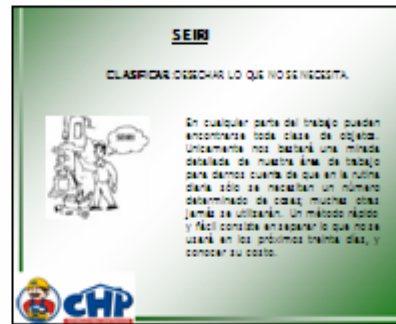 SEIRI
CLASIFICAR: DESECHAR LO QUE NO SE NECESITA.
SEIRI
En cualquier parte del trabajo pueden
encontrarse toda clase de objetos.
Unicamente nos bastará una mirada
detallada de nuestra área de trabajo
para darnos cuenta de que en la rutina
diaria sólo se necesitan un número
determinado de cosas; muchas otras
jamás se utilizarán. Un método rápido
y fácil consiste en separar lo que no se
usará en los próximos treinta días, y
conocer su costo.
CHP